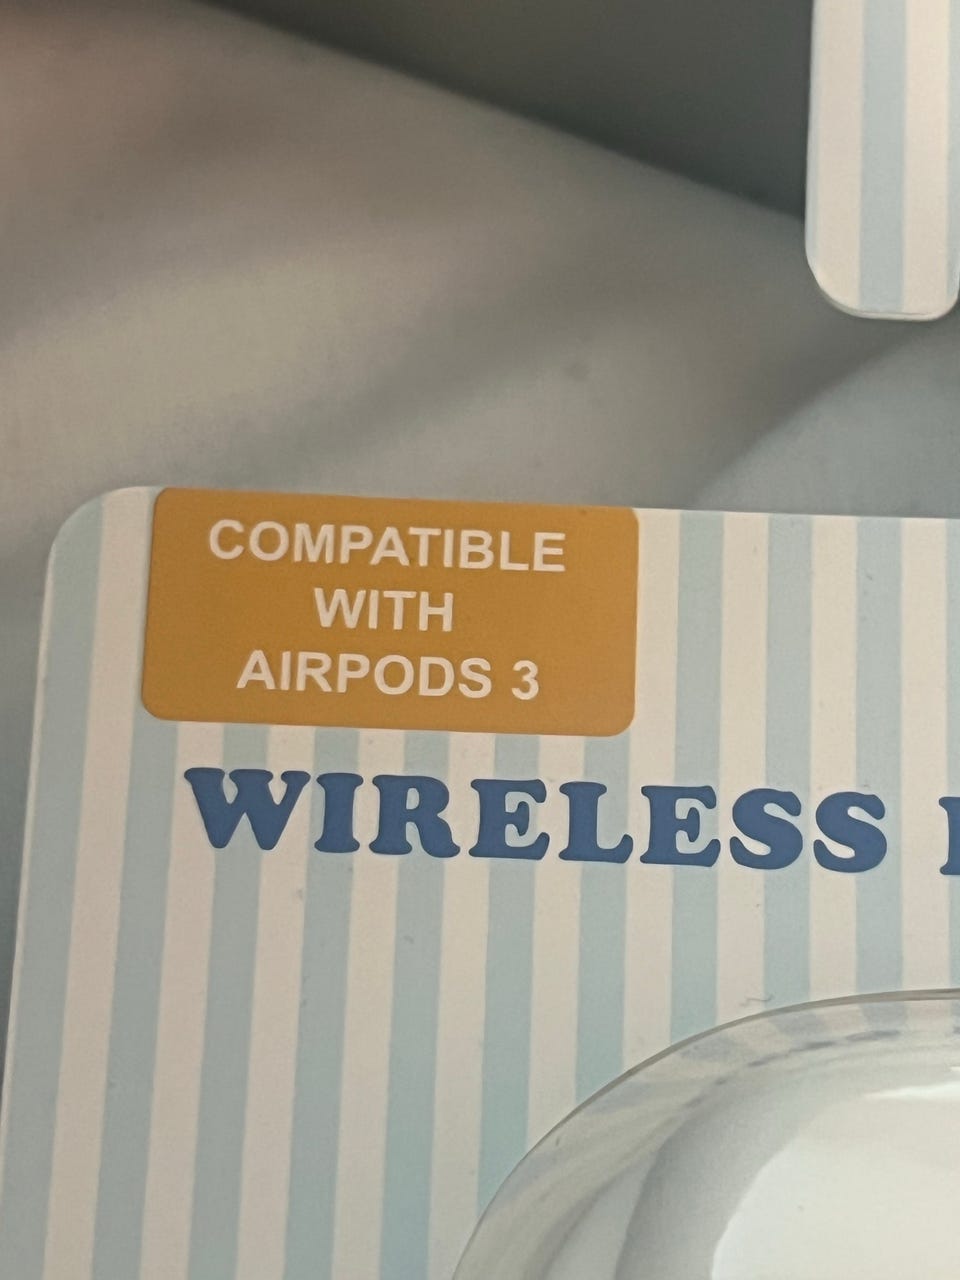 COMPATIBLE
WITH
AIRPODS 3
WIRELESS